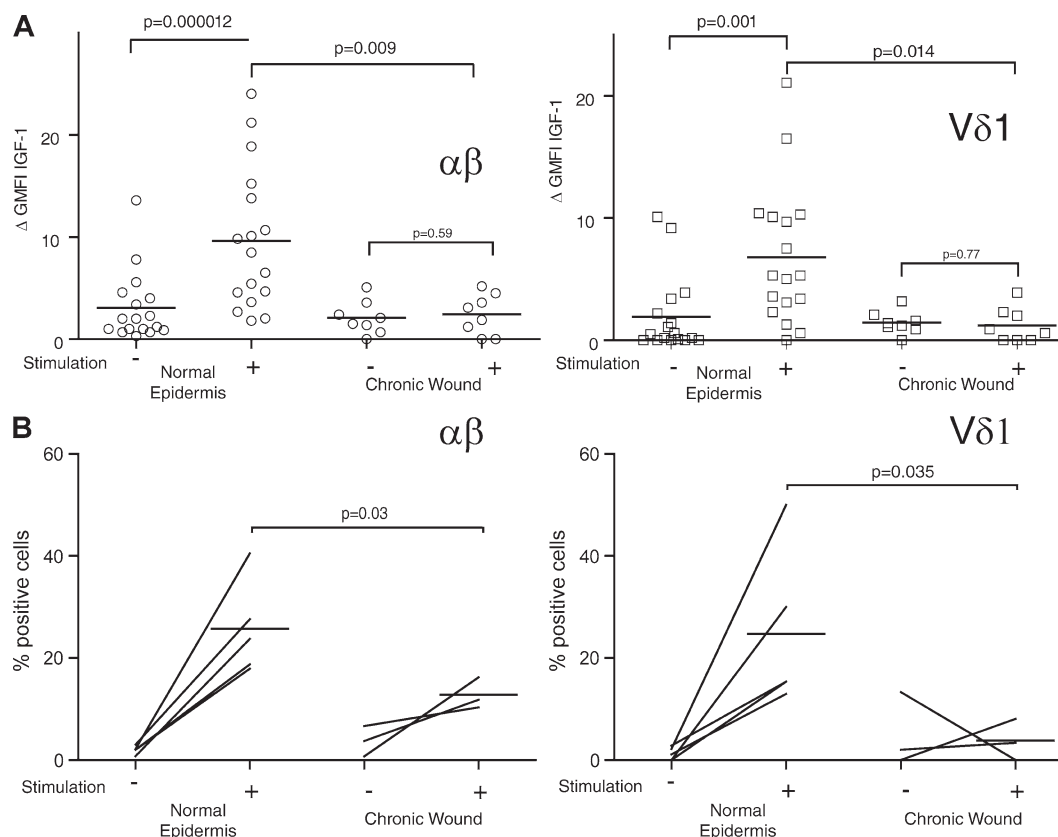 A
p=0.000012
p=0.009
Δ GMFI IGF-1
20
10
0
αβ
p=0.59
Stimulation
-
+
-
+
Normal
Epidermis
Chronic Wound
p=0.001
p=0.014
Δ GMFI IGF-1
20
10
0
Vδ1
p=0.77
Stimulation
-
+
-
+
Normal
Epidermis
Chronic Wound
B
αβ
% positive cells
60
40
20
0
p=0.03
Stimulation
-
+
-
+
Normal
Epidermis
Chronic Wound
Vδ1
% positive cells
60
40
20
0
p=0.035
Stimulation
-
+
-
+
Normal
Epidermis
Chronic Wound